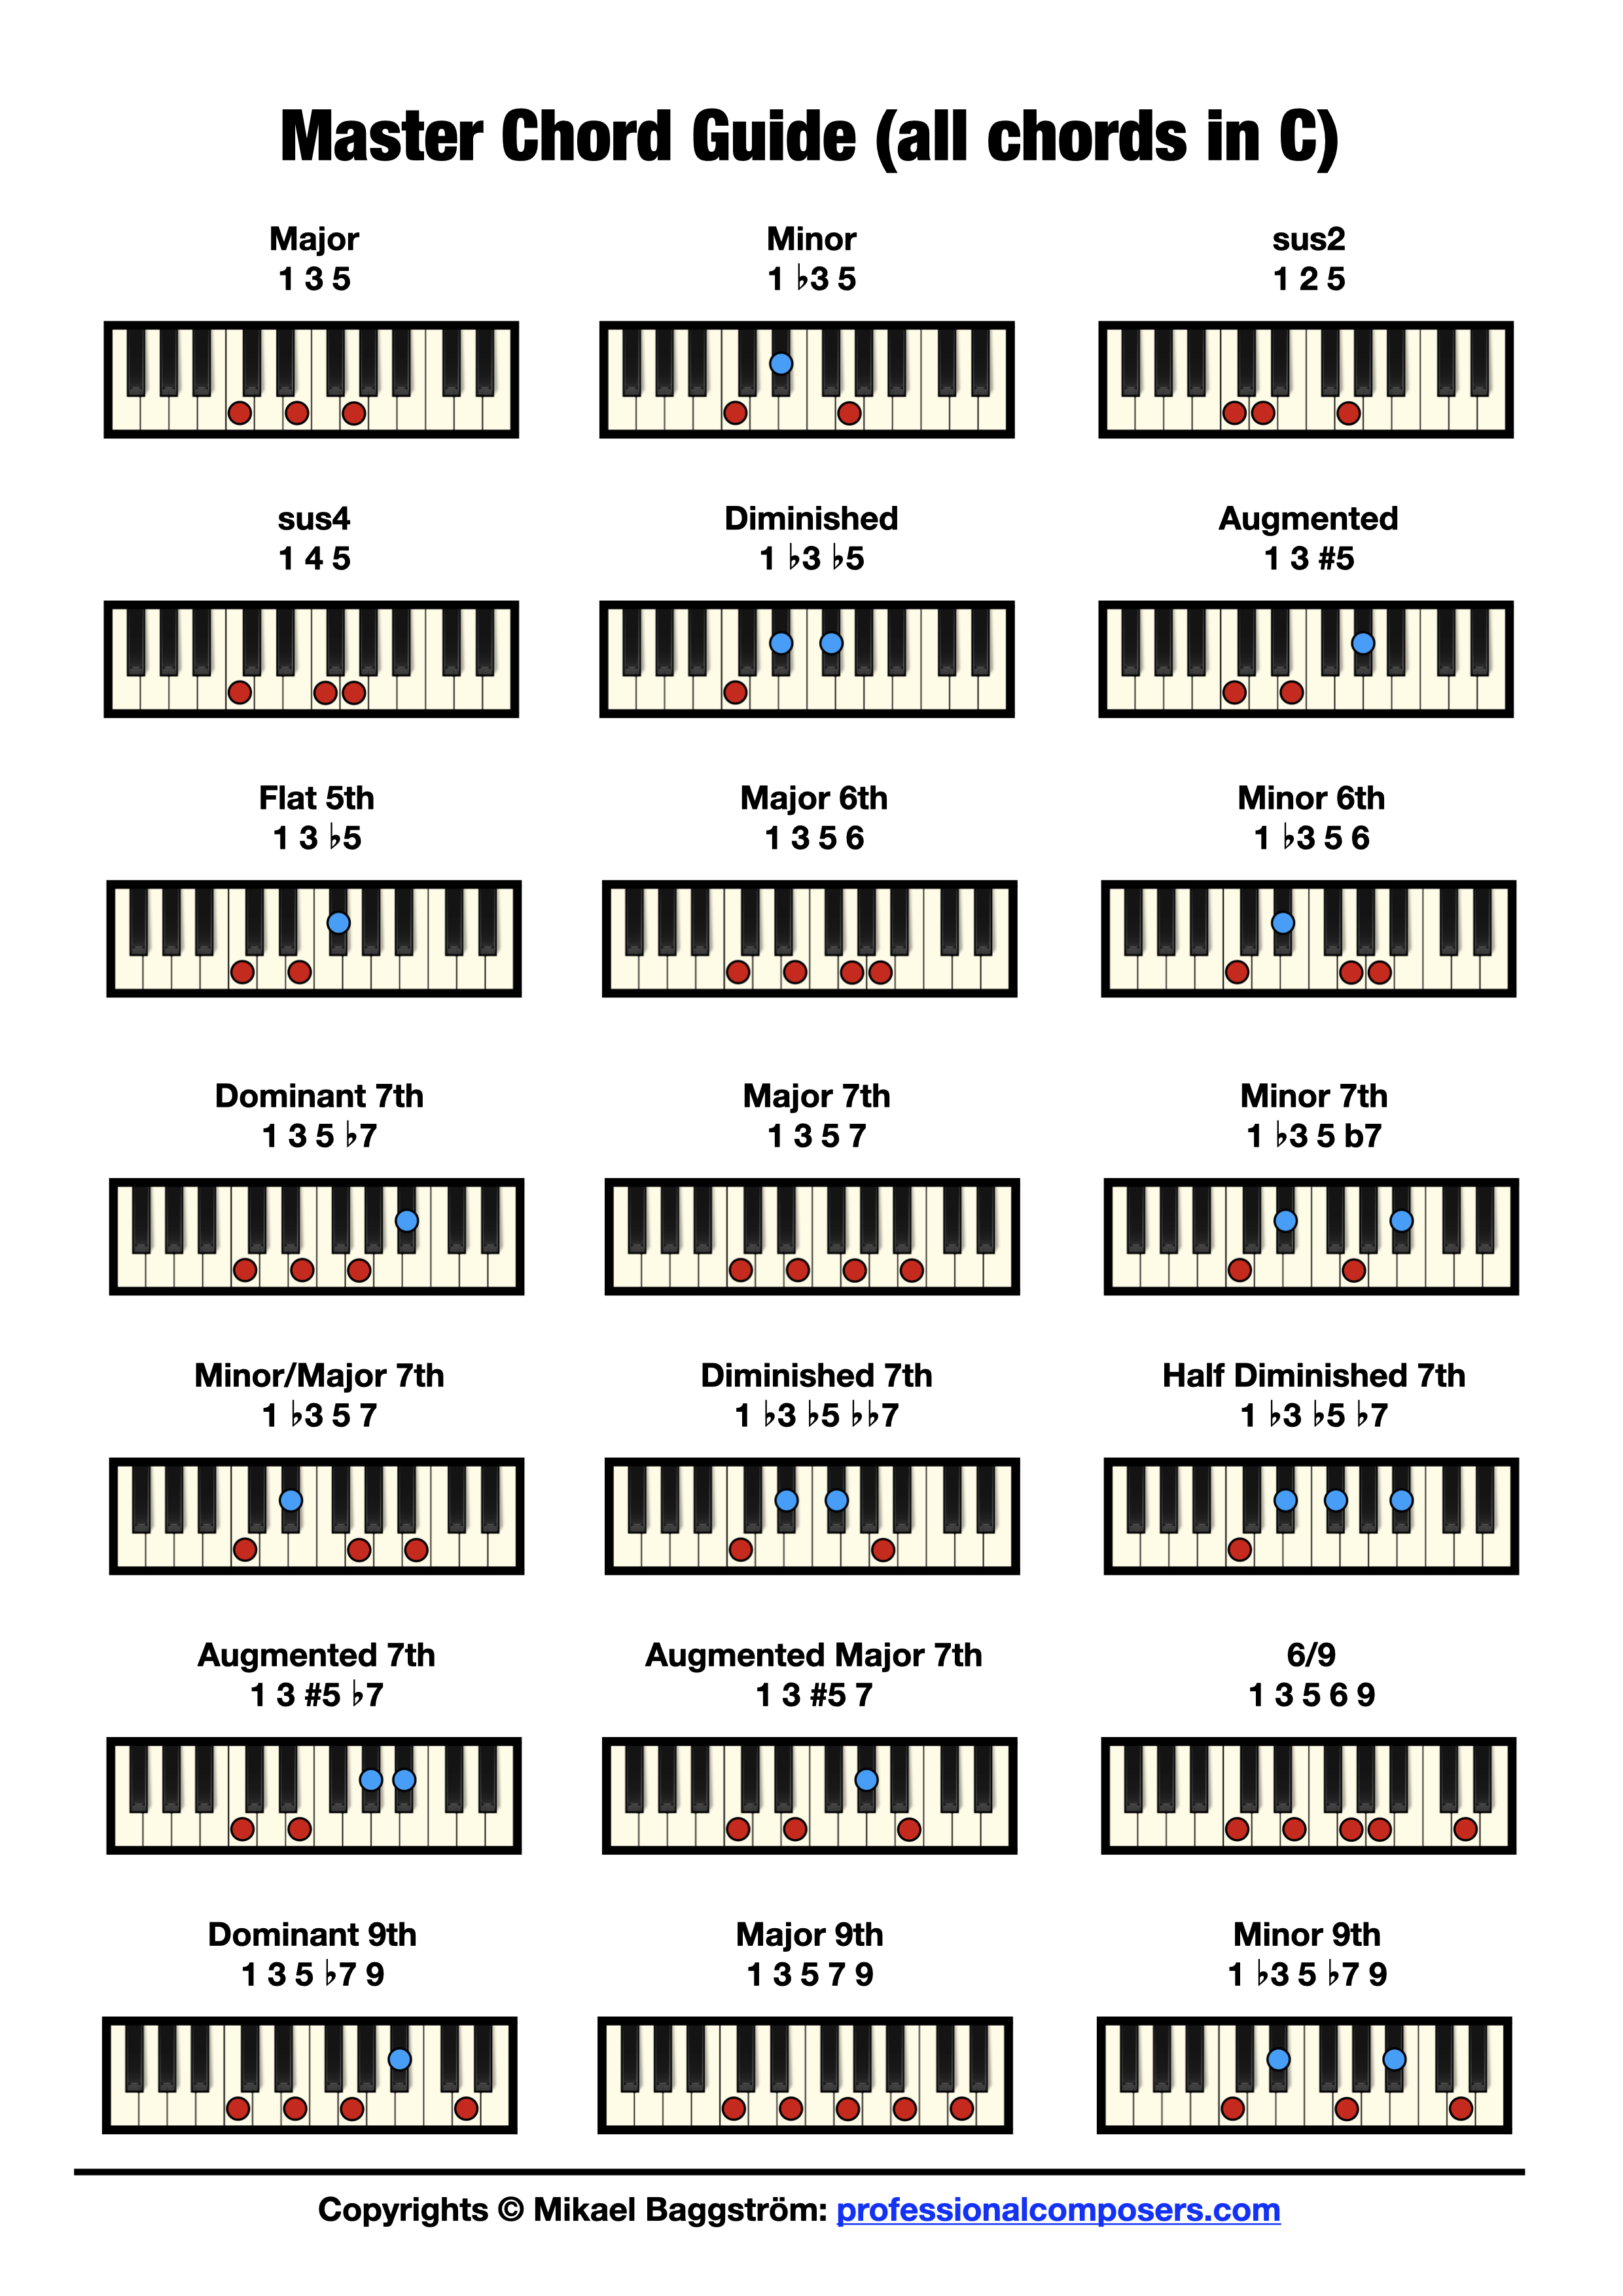 Master Chord Guide (all chords in C)
Major
1 3 5
Minor
1 ♭3 5
sus2
1 2 5
sus4
1 4 5
Diminished
1 ♭3 ♭5
Augmented
1 3 #5
Flat 5th
1 3 ♭5
Major 6th
1 3 5 6
Minor 6th
1 ♭3 5 6
Dominant 7th
1 3 5 ♭7
Major 7th
1 3 5 7
Minor 7th
1 ♭3 5 b7
Minor/Major 7th
1 ♭3 5 7
Diminished 7th
1 ♭3 ♭5 ♭♭7
Half Diminished 7th
1 ♭3 ♭5 ♭7
Augmented 7th
1 3 #5 ♭7
Augmented Major 7th
1 3 #5 7
6/9
1 3 5 6 9
Dominant 9th
1 3 5 ♭7 9
Major 9th
1 3 5 7 9
Minor 9th
1 ♭3 5 ♭7 9
Copyrights © Mikael Baggström: professionalcomposers.com